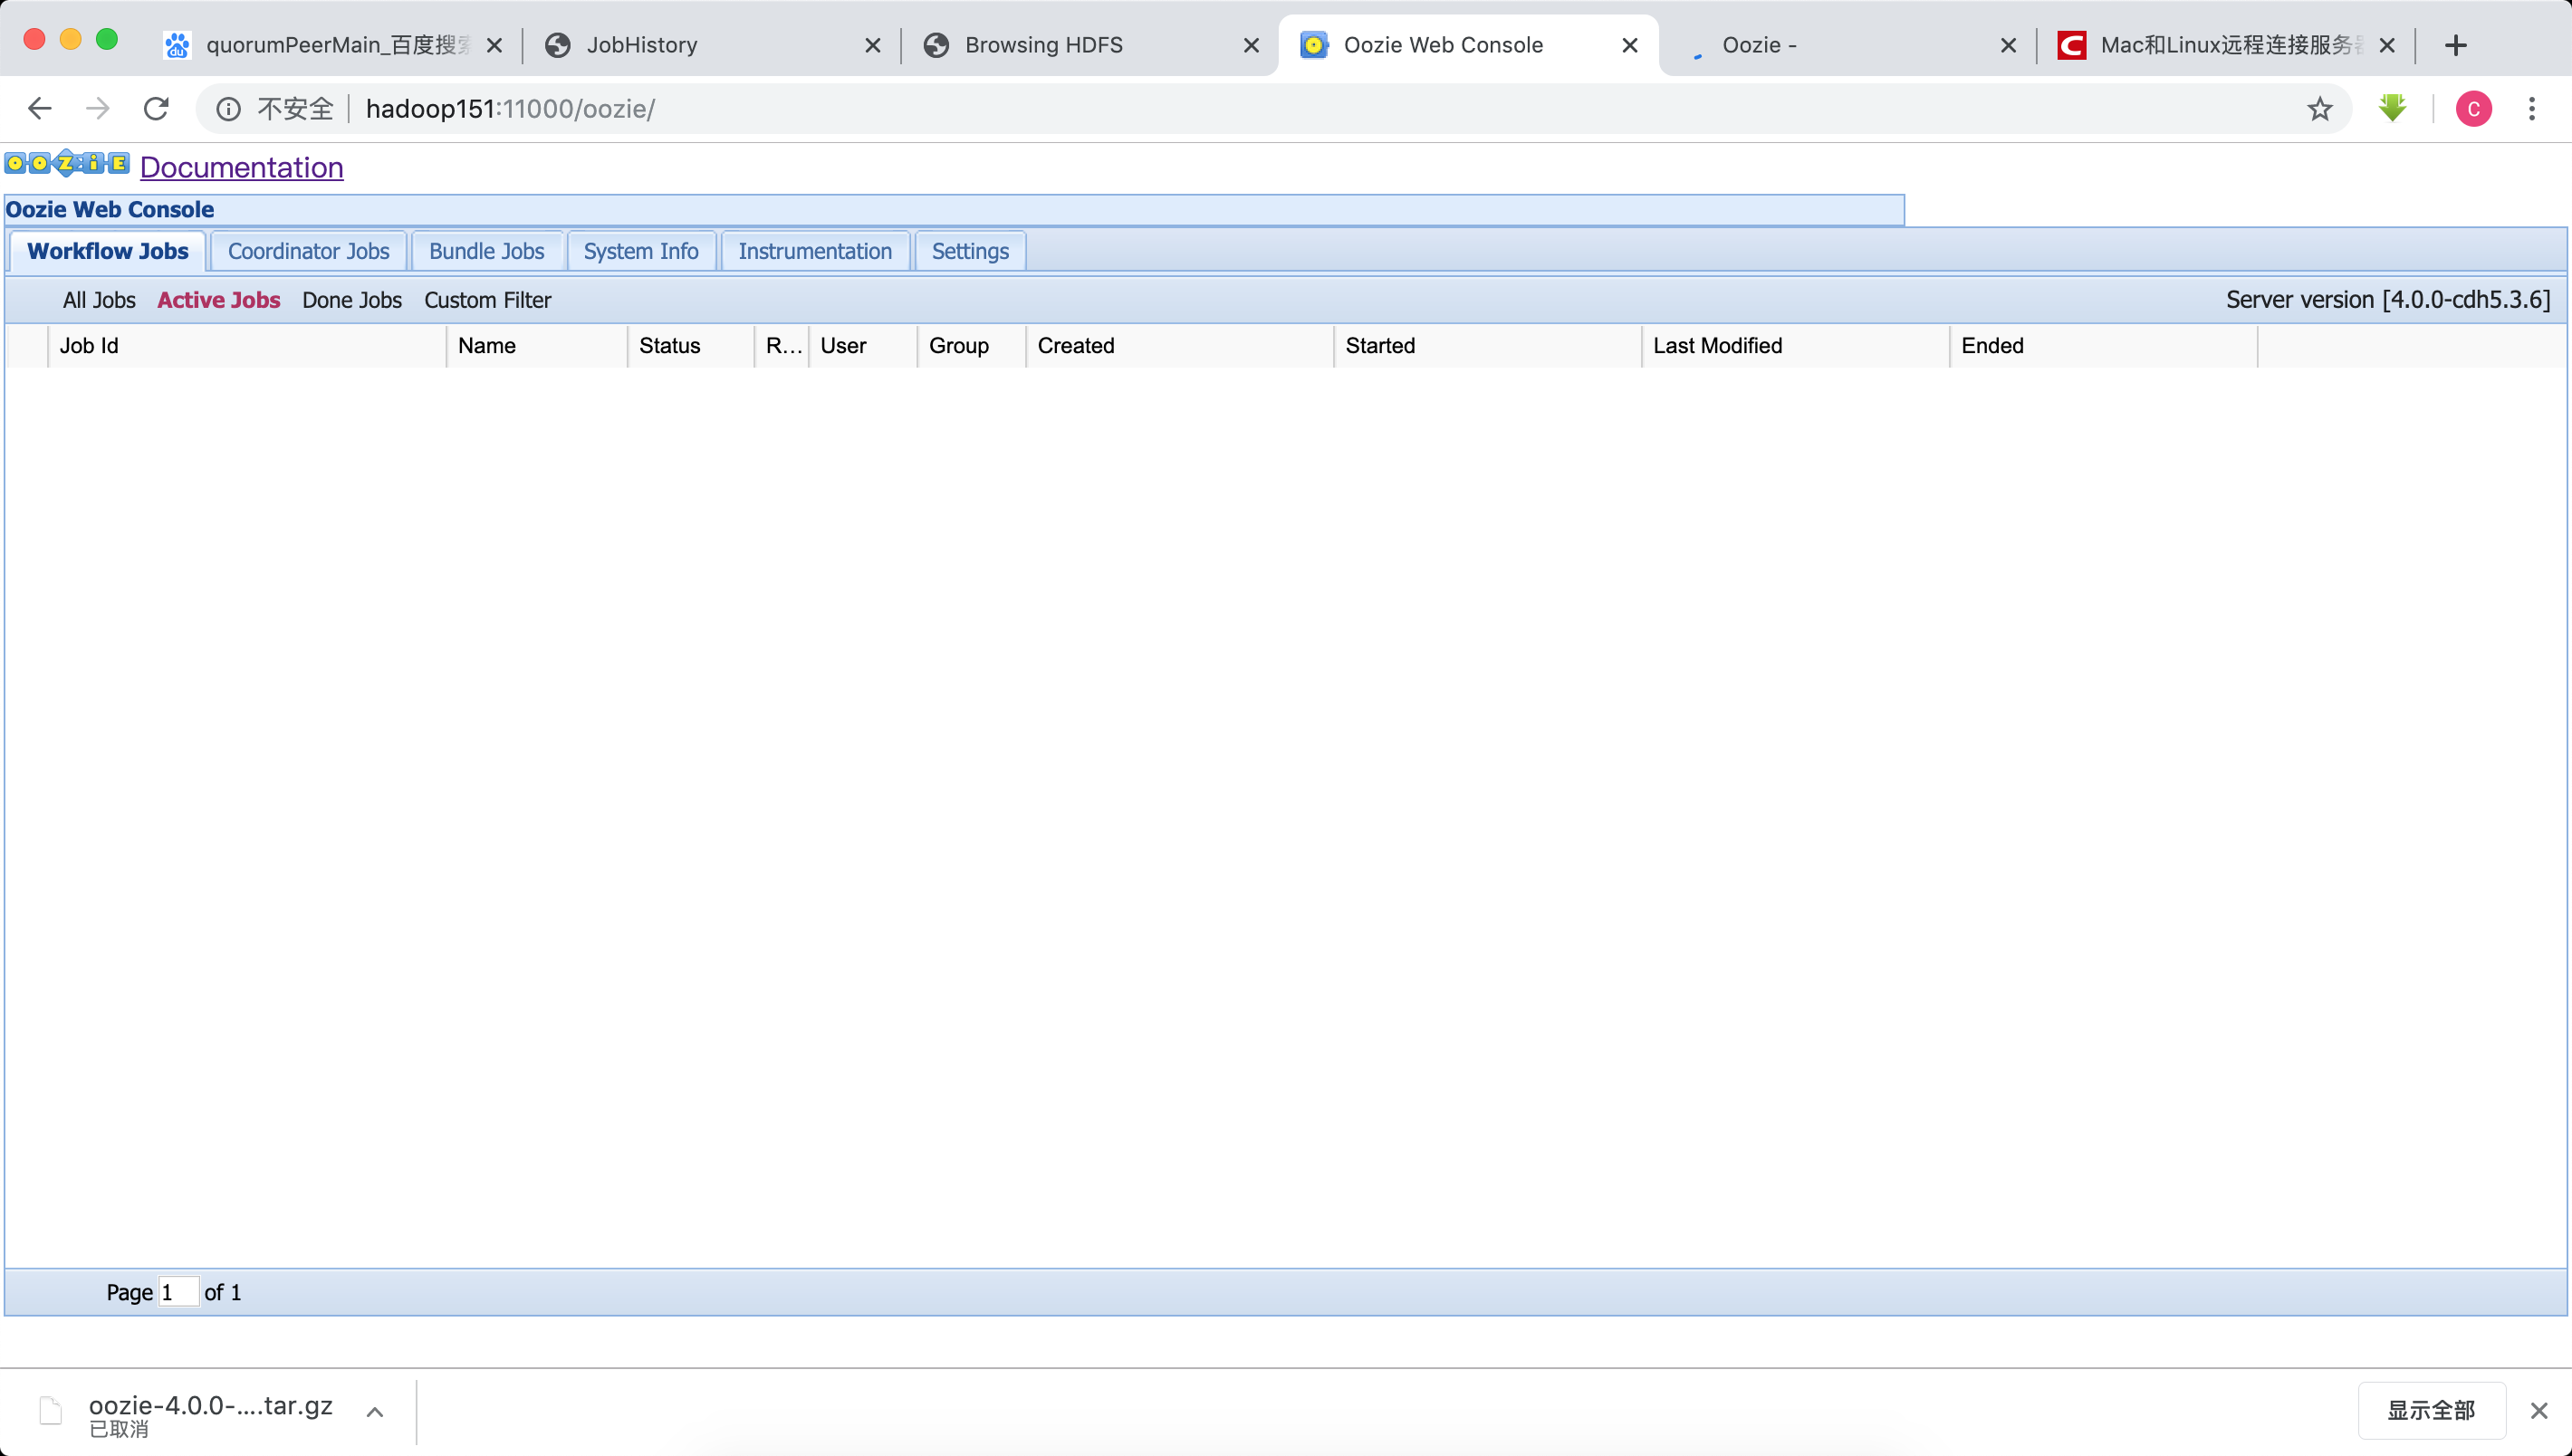 quorumPeerMain_百度搜索
JobHistory
Browsing HDFS
Oozie Web Console
Oozie -
Mac和Linux远程连接服务器
不安全
hadoop151:11000/oozie/
C
OOZiE
Documentation
Oozie Web Console
Workflow Jobs
Coordinator Jobs
Bundle Jobs
System Info
Instrumentation
Settings
All Jobs
Active Jobs
Done Jobs
Custom Filter
Server version [4.0.0-cdh5.3.6]
Job Id
Name
Status
R...
User
Group
Created
Started
Last Modified
Ended
Page 1 of 1
oozie-4.0.0-....tar.gz
已取消
显示全部